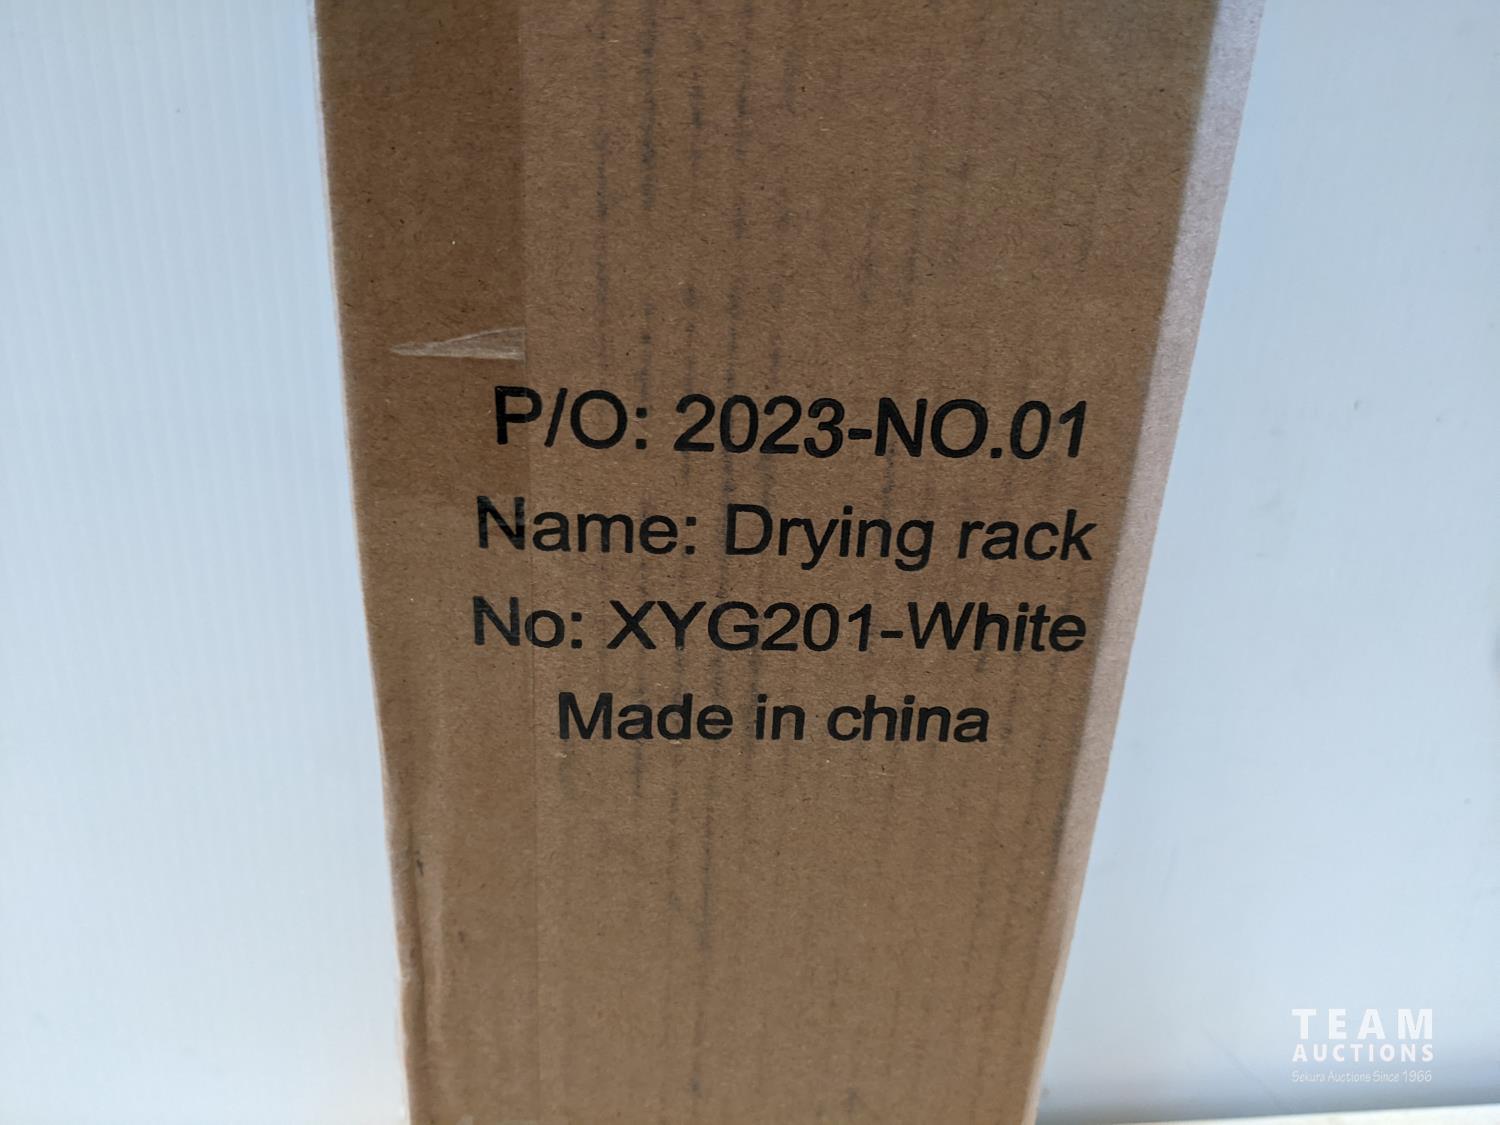 P/O: 2023-NO.01
Name: Drying rack
No: XYG201-White
Made in china
TEAM
AUCTIONS
Sekura Auctions Since 1966